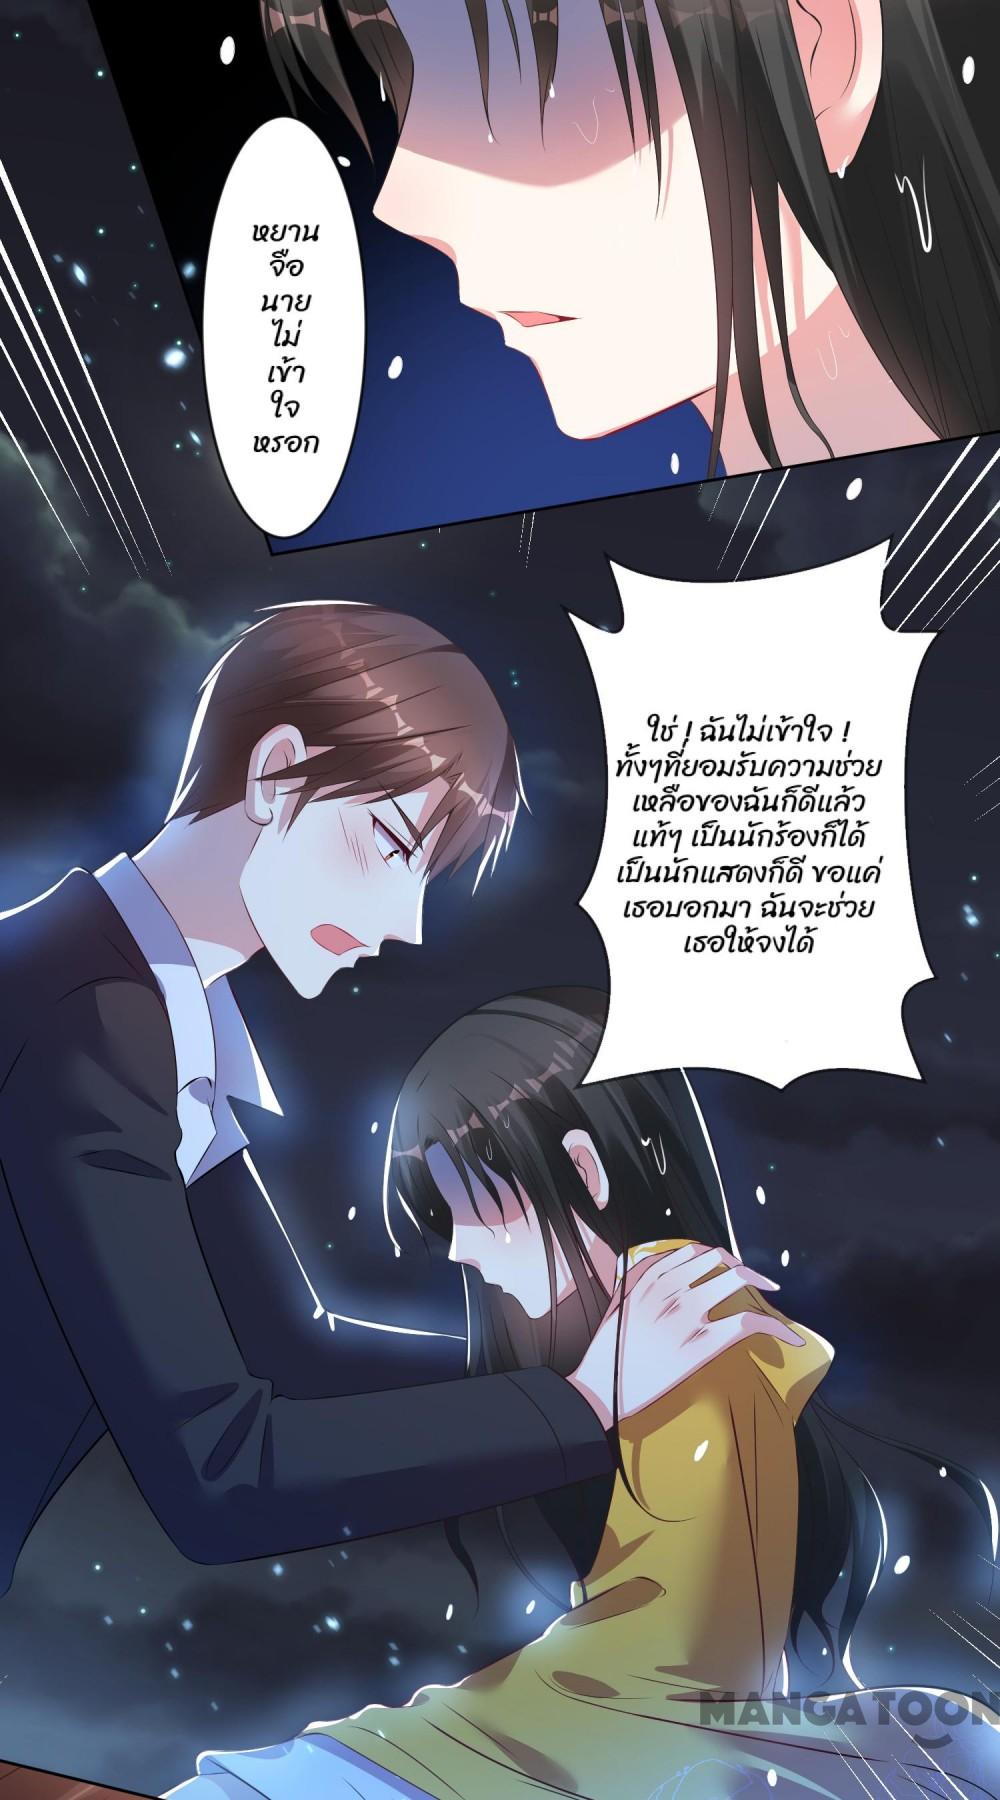 หยาน
จือ
นาย
ไม่
เข้า
ใจ
หรอก
ใช่ ! ฉันไม่เข้าใจ !
ทั้งๆที่ยอมรับความช่วย
เหลือของฉันก็ดีแล้ว
แท้ๆ เป็นนักร้องก็ได้
เป็นนักแสดงก็ดี ขอแค่
เธอบอกมา ฉันจะช่วย
เธอให้จงได้
MANGATOON